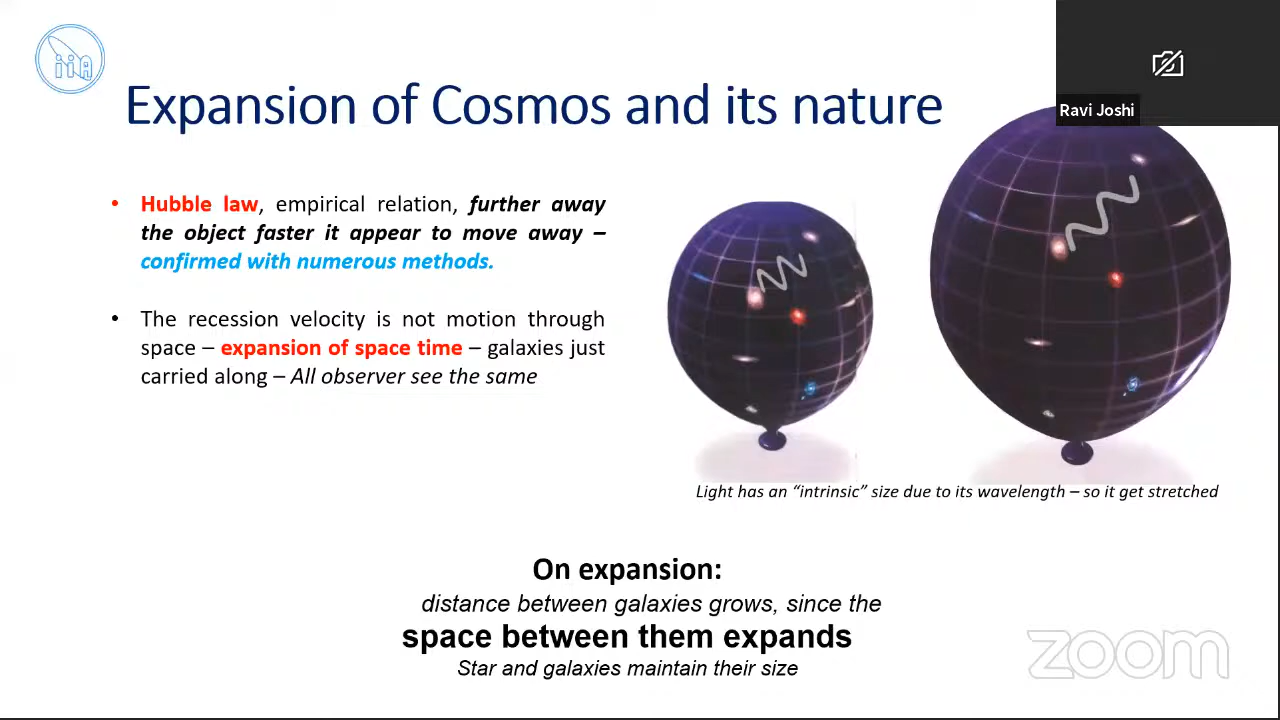 iiA
Ravi Joshi
Expansion of Cosmos and its nature
• Hubble law, empirical relation, further away
the object faster it appear to move away –
confirmed with numerous methods.
• The recession velocity is not motion through
space – expansion of space time – galaxies just
carried along – All observer see the same
Light has an “intrinsic” size due to its wavelength – so it get stretched
On expansion:
distance between galaxies grows, since the
space between them expands
Star and galaxies maintain their size
zoom